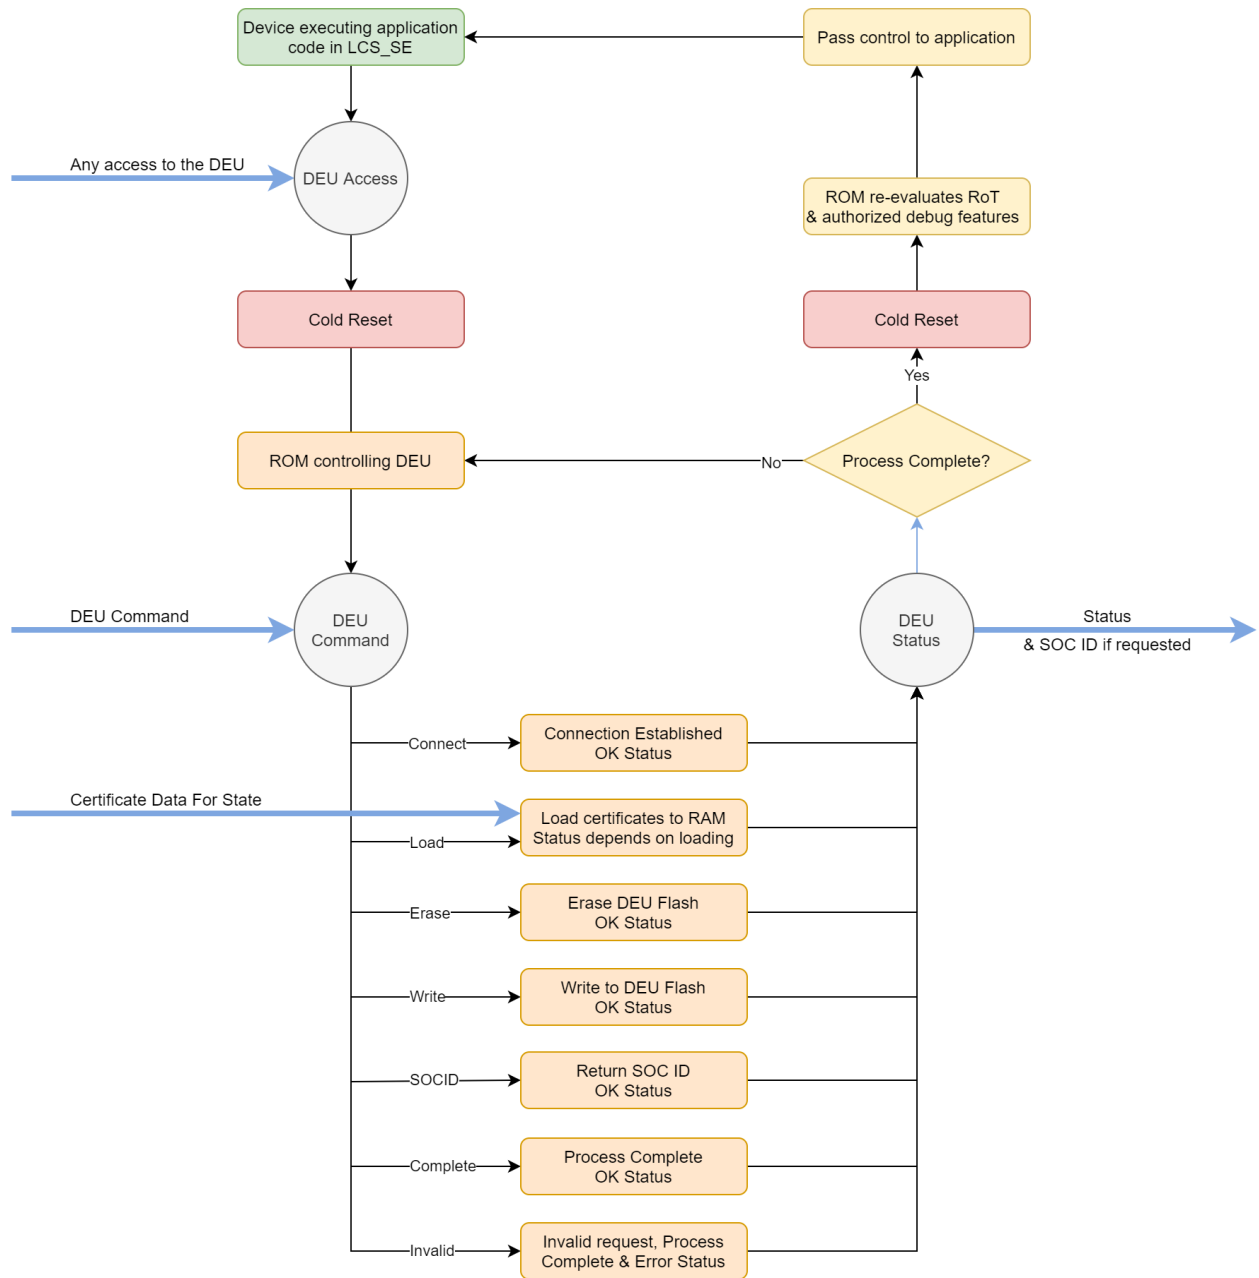 Device executing application
code in LCS_SE
Pass control to application
Any access to the DEU
DEU Access
ROM re-evaluates RoT
& authorized debug features
Cold Reset
Cold Reset
Yes
ROM controlling DEU
No
Process Complete?
DEU Command
DEU
Command
DEU
Status
Status
& SOC ID if requested
Connect
Connection Established
OK Status
Certificate Data For State
Load
Load certificates to RAM
Status depends on loading
Erase
Erase DEU Flash
OK Status
Write
Write to DEU Flash
OK Status
SOCID
Return SOC ID
OK Status
Complete
Process Complete
OK Status
Invalid
Invalid request, Process
Complete & Error Status